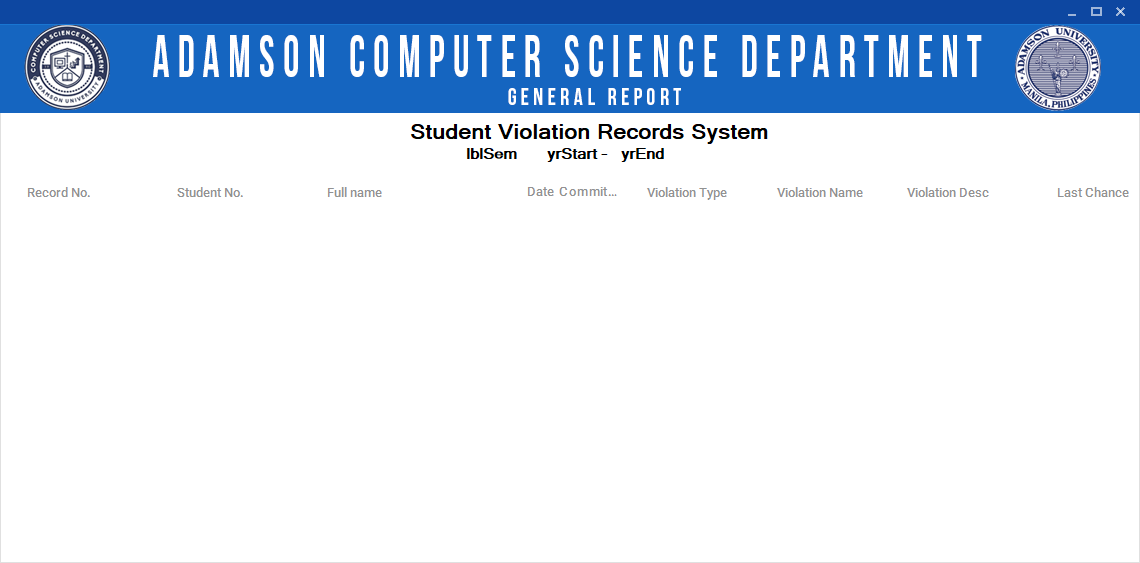 ADAMSON COMPUTER SCIENCE DEPARTMENT
GENERAL REPORT
COMPUTER SCIENCE DEPARTMENT
ADAMSON UNIVERSITY
ADAMSON UNIVERSITY
MANILA, PHILIPPINES
Student Violation Records System
lblSem yrStart - yrEnd
Record No. Student No. Full name Date Commit... Violation Type Violation Name Violation Desc Last Chance